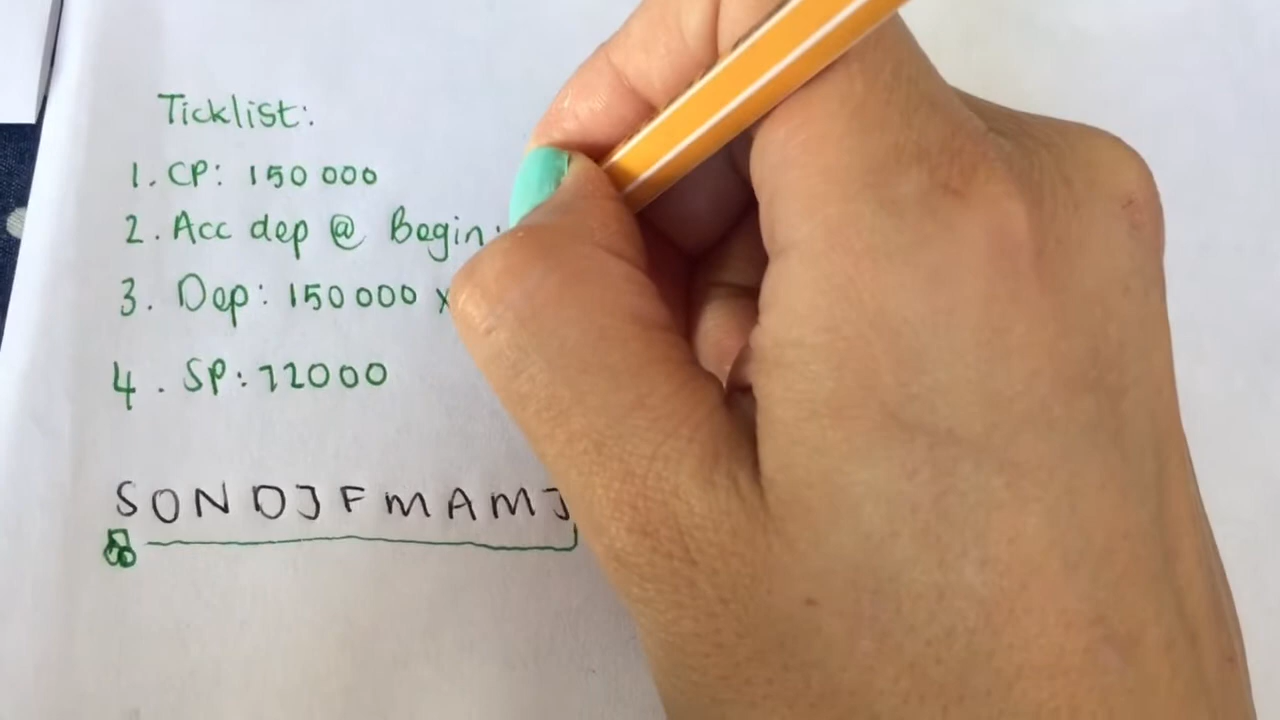 Ticklist:
1. CP: 150 000
2. Acc dep @ Begin:
3. Dep: 150 000 x
4. SP: 72000
S O N D J F M A M J